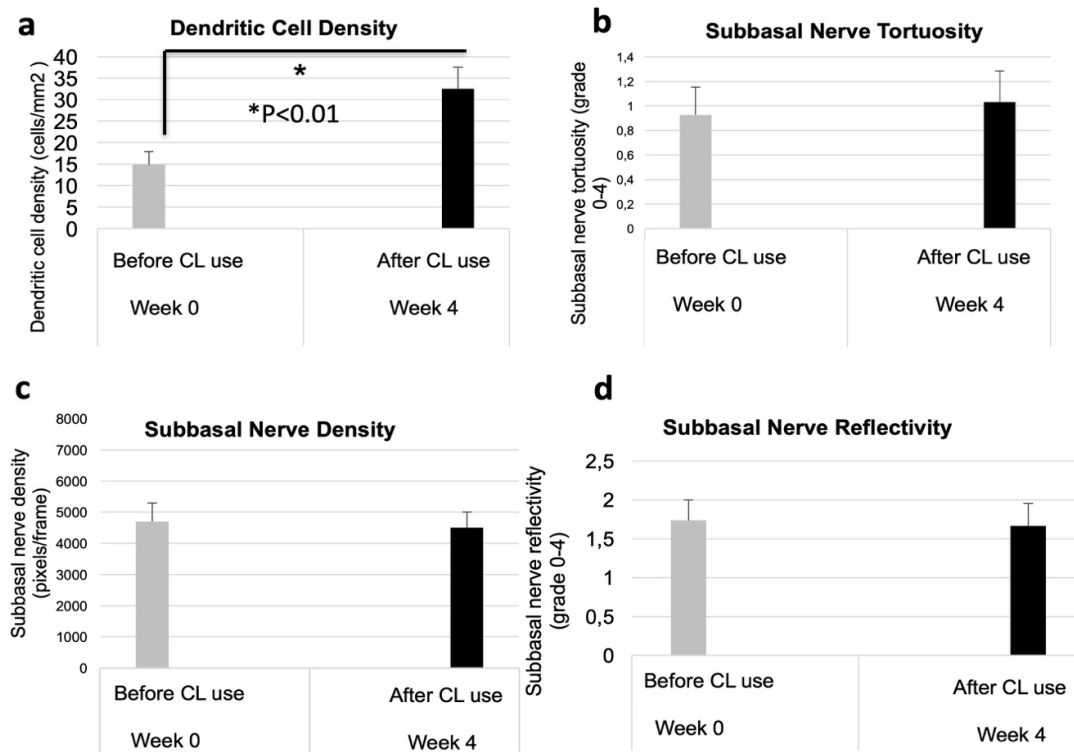 a
Dendritic Cell Density
Dendritic cell density (cells/mm2 )
40
35
30
25
20
15
10
5
0
*
*P<0.01
Before CL use
After CL use
Week 0
Week 4
b
Subbasal Nerve Tortuosity
Subbasal nerve tortuosity (grade
0-4)
1,4
1,2
1
0,8
0,6
0,4
0,2
0
Before CL use
After CL use
Week 0
Week 4
c
Subbasal Nerve Density
Subbasal nerve density
(pixels/frame)
8000
7000
6000
5000
4000
3000
2000
1000
0
Before CL use
After CL use
Week 0
Week 4
d
Subbasal Nerve Reflectivity
Subbasal nerve reflectivity
(grade 0-4)
2,5
2
1,5
1
0,5
0
Before CL use
After CL use
Week 0
Week 4